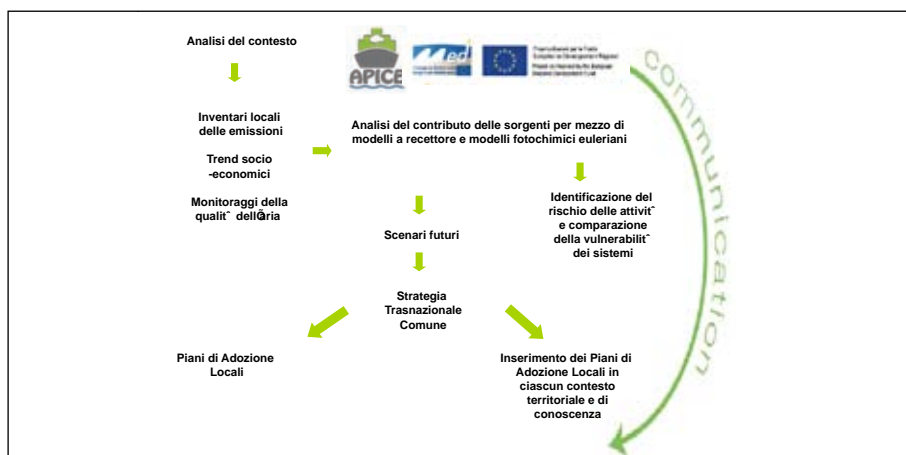 Analisi del contesto
APICE
Med
Inventari locali
delle emissioni
Trend socio
-economici
Monitoraggi della
qualitˆ dellÕaria
Analisi del contributo delle sorgenti per mezzo di
modelli a recettore e modelli fotochimici euleriani
Identificazione del
rischio delle attivitˆ
e comparazione
della vulnerabilitˆ
dei sistemi
Scenari futuri
Strategia
Trasnazionale
Comune
Piani di Adozione
Locali
Inserimento dei Piani di
Adozione Locali in
ciascun contesto
territoriale e di
conoscenza
communication